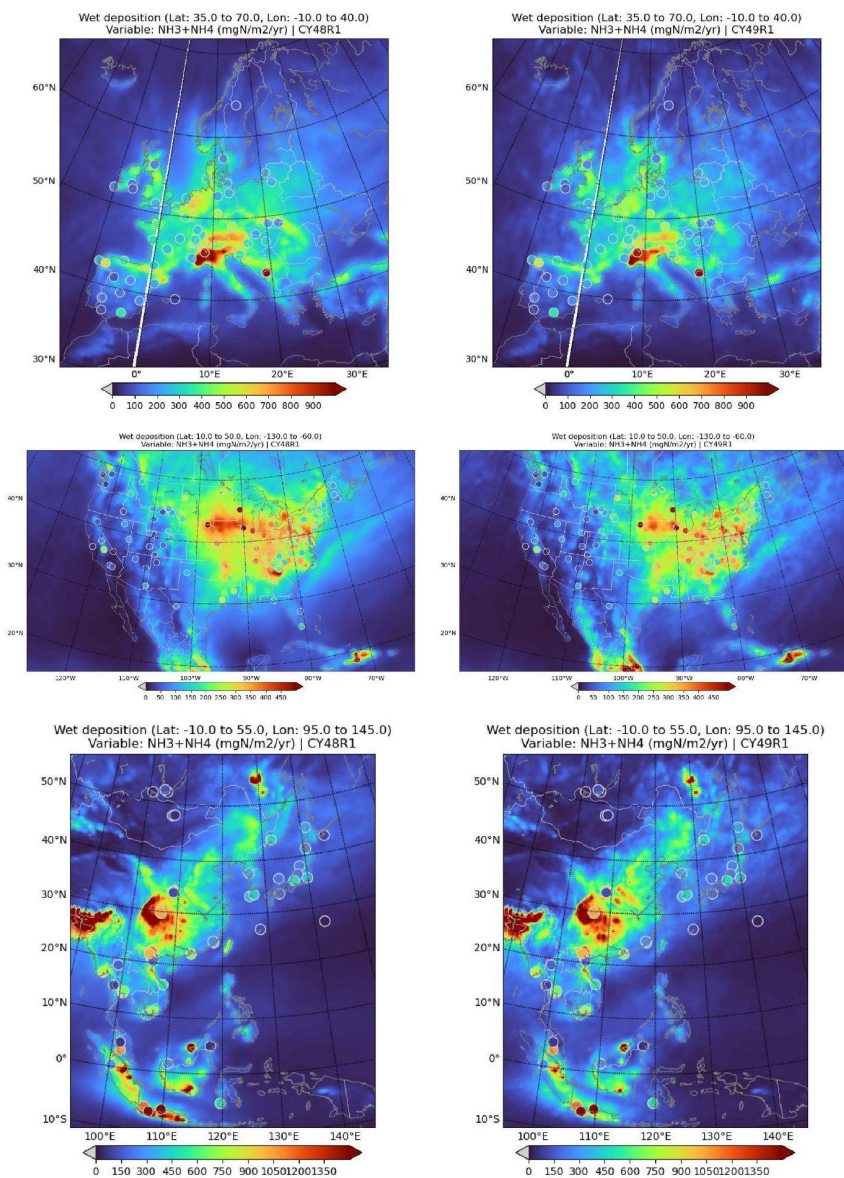 Wet deposition (Lat: 35.0 to 70.0, Lon: -10.0 to 40.0)
Variable: NH3+NH4 (mgN/m2/yr) | CY48R1
60°N
50°N
40°N
30°N
0°
10°E
20°E
30°E
0 100 200 300 400 500 600 700 800 900
Wet deposition (Lat: 35.0 to 70.0, Lon: -10.0 to 40.0)
Variable: NH3+NH4 (mgN/m2/yr) | CY49R1
60°N
50°N
40°N
30°N
0°
10°E
20°E
30°E
0 100 200 300 400 500 600 700 800 900
Wet deposition (Lat: 10.0 to 50.0, Lon: -130.0 to -60.0)
Variable: NH3+NH4 (mgN/m2/yr) | CY48R1
40°N
30°N
20°N
120°W 110°W 100°W 90°W 80°W 70°W
0 50 100 150 200 250 300 350 400 450
Wet deposition (Lat: 10.0 to 50.0, Lon: -130.0 to -60.0)
Variable: NH3+NH4 (mgN/m2/yr) | CY49R1
40°N
30°N
20°N
120°W 110°W 100°W 90°W 80°W 70°W
0 50 100 150 200 250 300 350 400 450
Wet deposition (Lat: -10.0 to 55.0, Lon: 95.0 to 145.0)
Variable: NH3+NH4 (mgN/m2/yr) | CY48R1
50°N
40°N
30°N
20°N
10°N
0°
10°S
100°E 110°E 120°E 130°E 140°E
0 150 300 450 600 750 900 1050 1200 1350
Wet deposition (Lat: -10.0 to 55.0, Lon: 95.0 to 145.0)
Variable: NH3+NH4 (mgN/m2/yr) | CY49R1
50°N
40°N
30°N
20°N
10°N
0°
10°S
100°E 110°E 120°E 130°E 140°E
0 150 300 450 600 750 900 1050 1200 1350